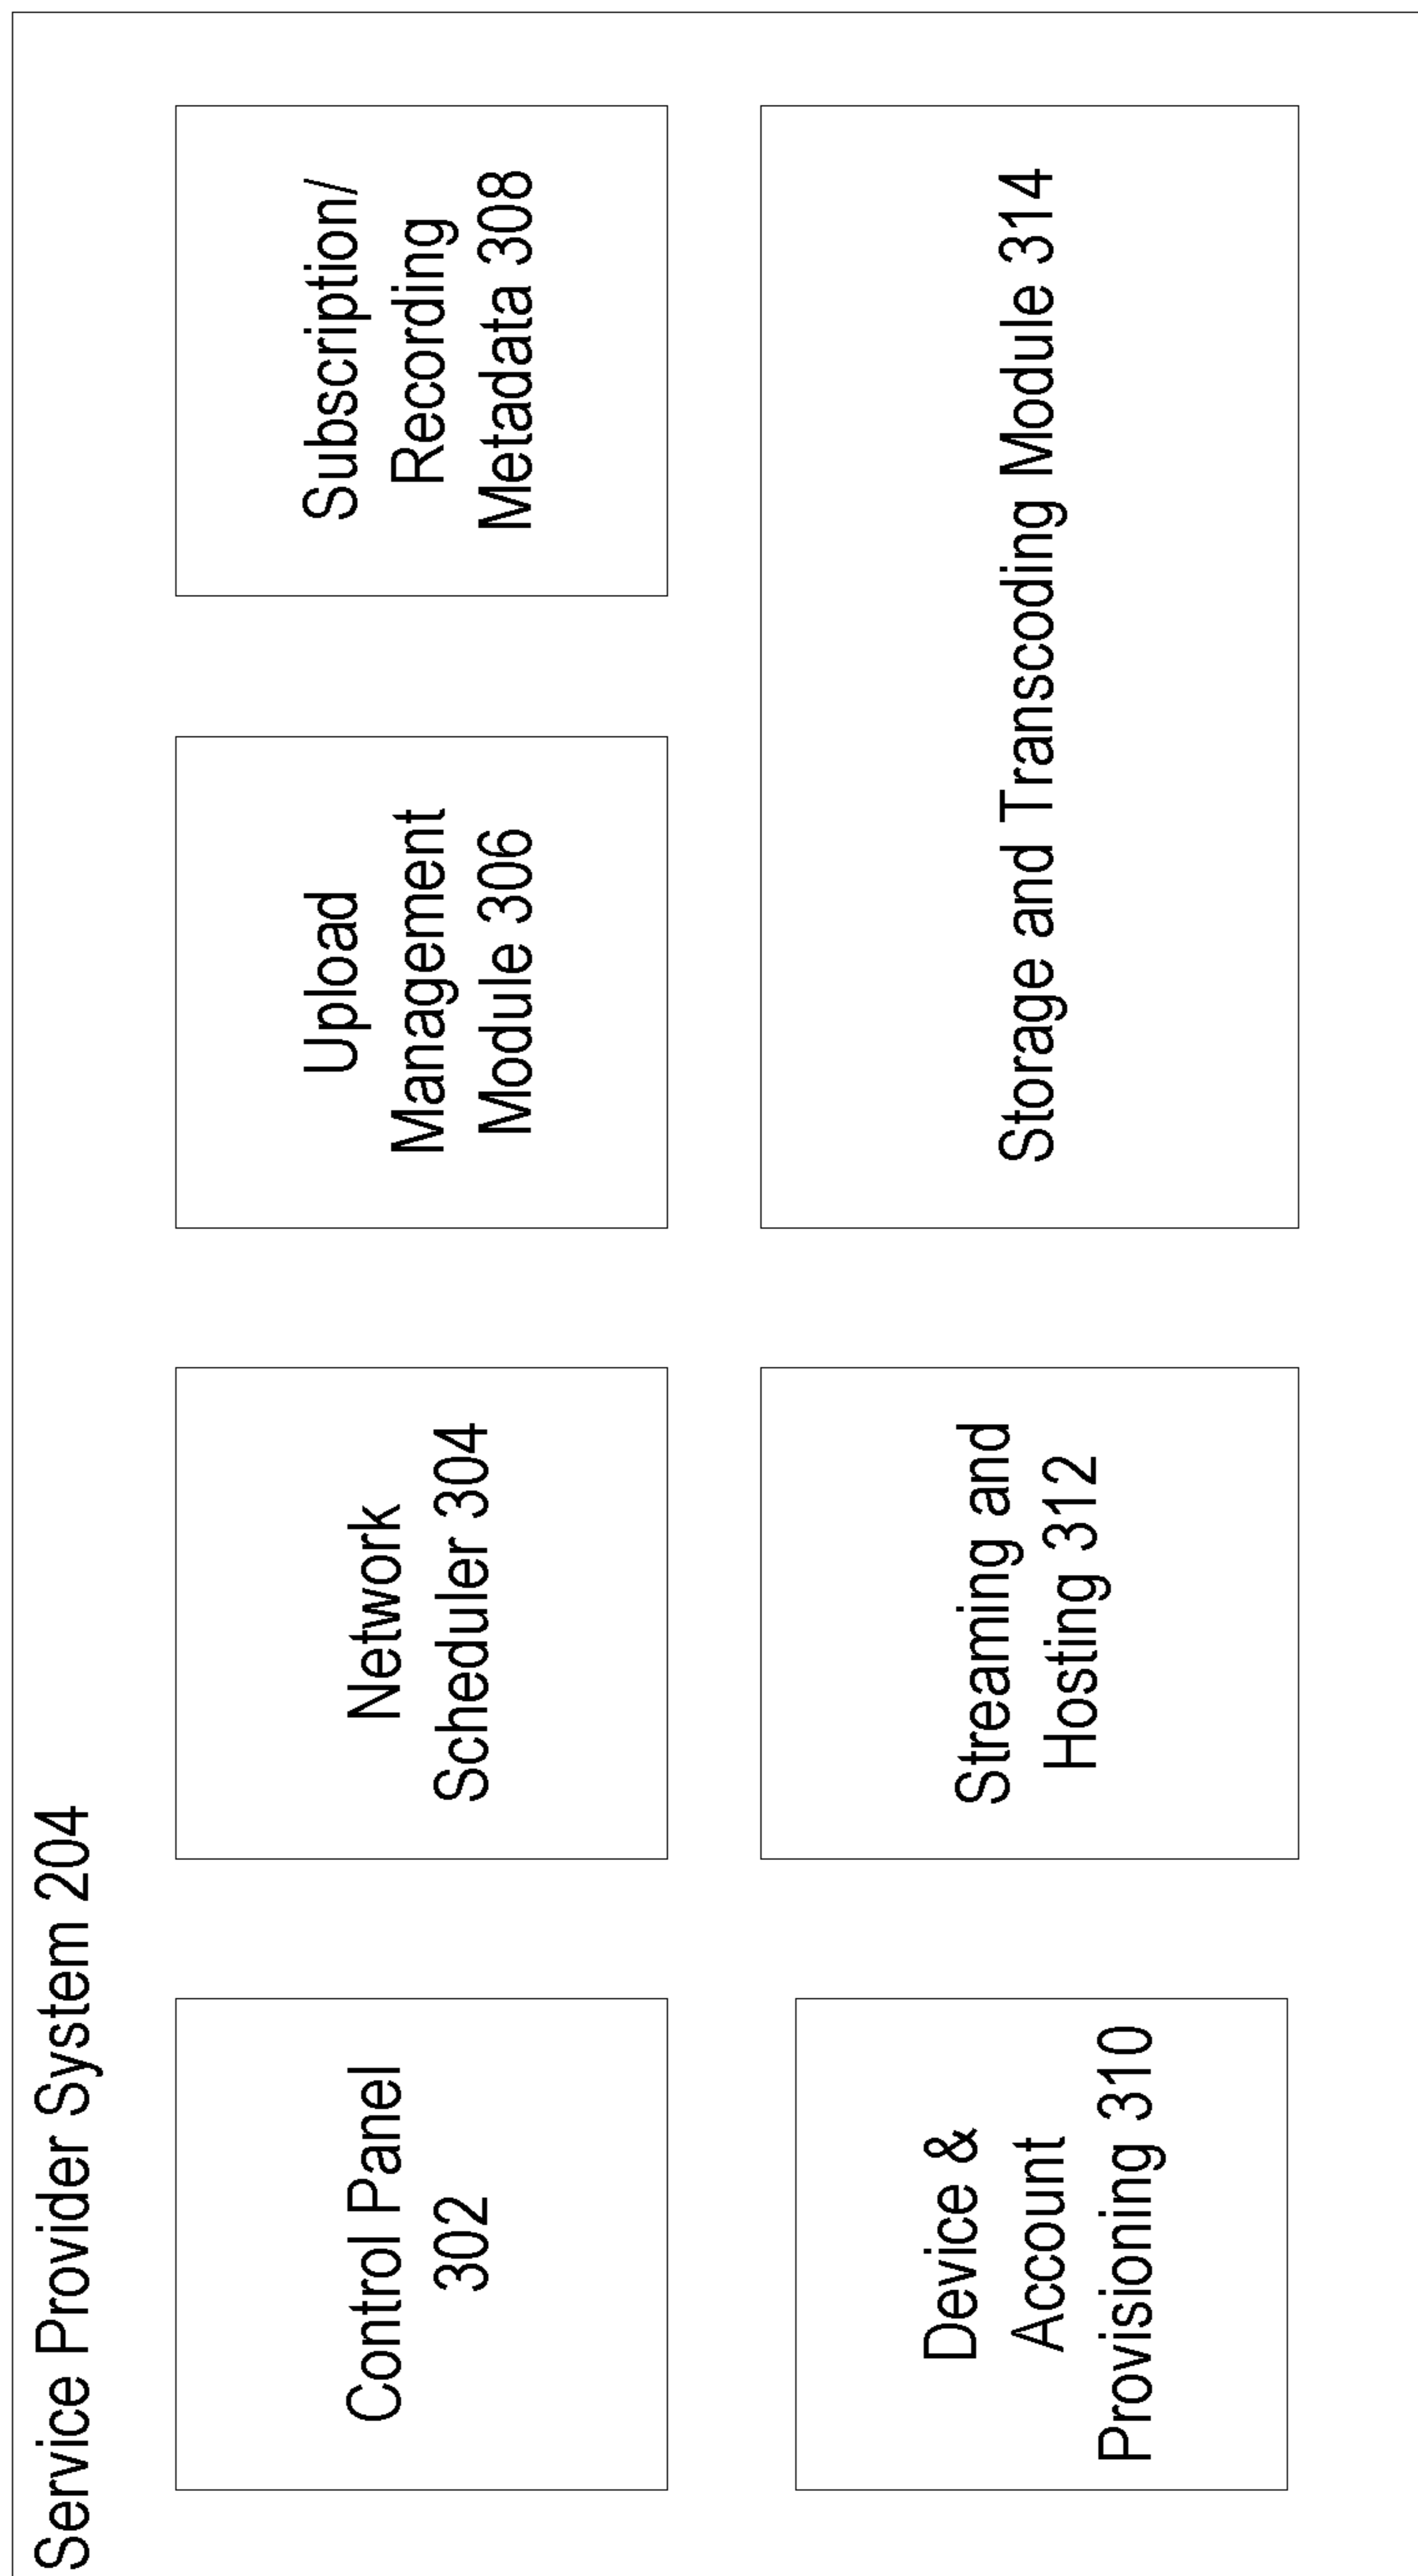 Service Provider System 204
Control Panel
302
Network
Scheduler 304
Upload
Management
Module 306
Subscription/
Recording
Metadata 308
Device &
Account
Provisioning 310
Streaming and
Hosting 312
Storage and Transcoding Module 314